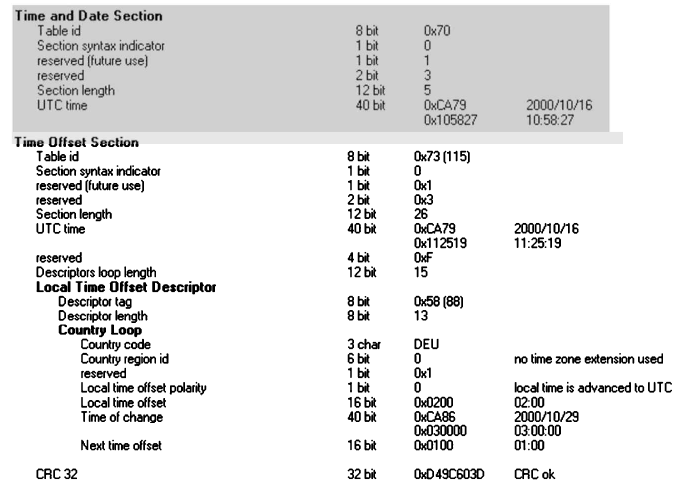 Time and Date Section
Table id 8 bit 0x70
Section syntax indicator 1 bit 0
reserved (future use) 1 bit 1
reserved 2 bit 3
Section length 12 bit 5
UTC time 40 bit 0xCA79 2000/10/16
0x105827 10:58:27
Time Offset Section
Table id 8 bit 0x73 (115)
Section syntax indicator 1 bit 0
reserved (future use) 1 bit 0x1
reserved 2 bit 0x3
Section length 12 bit 26
UTC time 40 bit 0xCA79 2000/10/16
0x112519 11:25:19
reserved 4 bit 0xF
Descriptors loop length 12 bit 15
Local Time Offset Descriptor
Descriptor tag 8 bit 0x58 (88)
Descriptor length 8 bit 13
Country Loop
Country code 3 char DEU
Country region id 6 bit 0 no time zone extension used
reserved 1 bit 0x1
Local time offset polarity 1 bit 0 local time is advanced to UTC
Local time offset 16 bit 0x0200 02:00
Time of change 40 bit 0xCA86 2000/10/29
0x030000 03:00:00
Next time offset 16 bit 0x0100 01:00
CRC 32 32 bit 0xD49C603D CRC ok